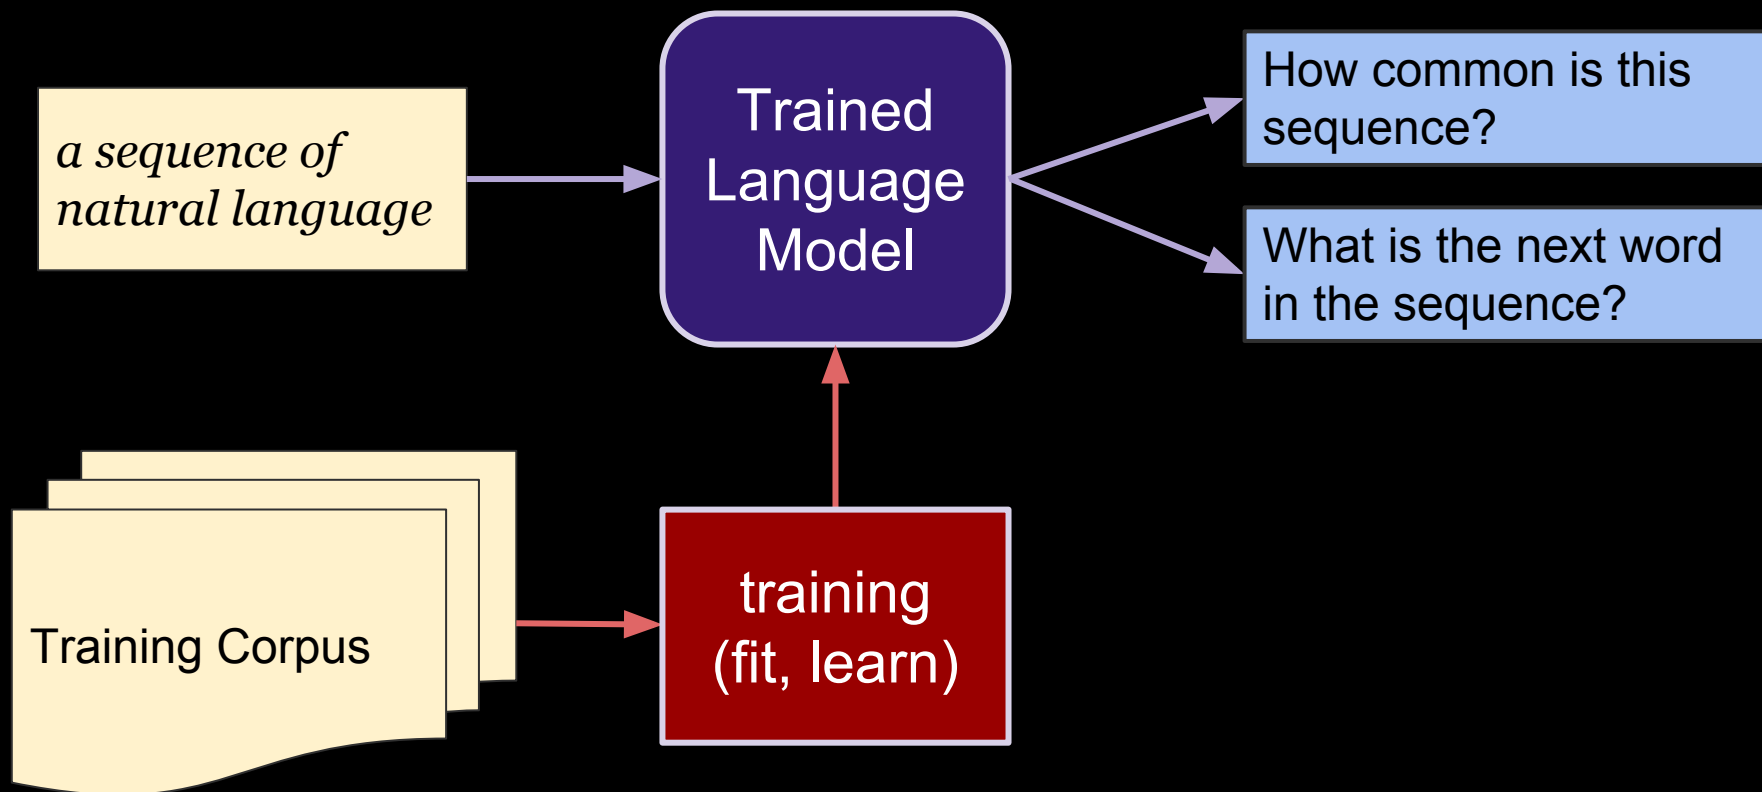 a sequence of
natural language
Trained
Language
Model
How common is this
sequence?
What is the next word
in the sequence?
Training Corpus
training
(fit, learn)